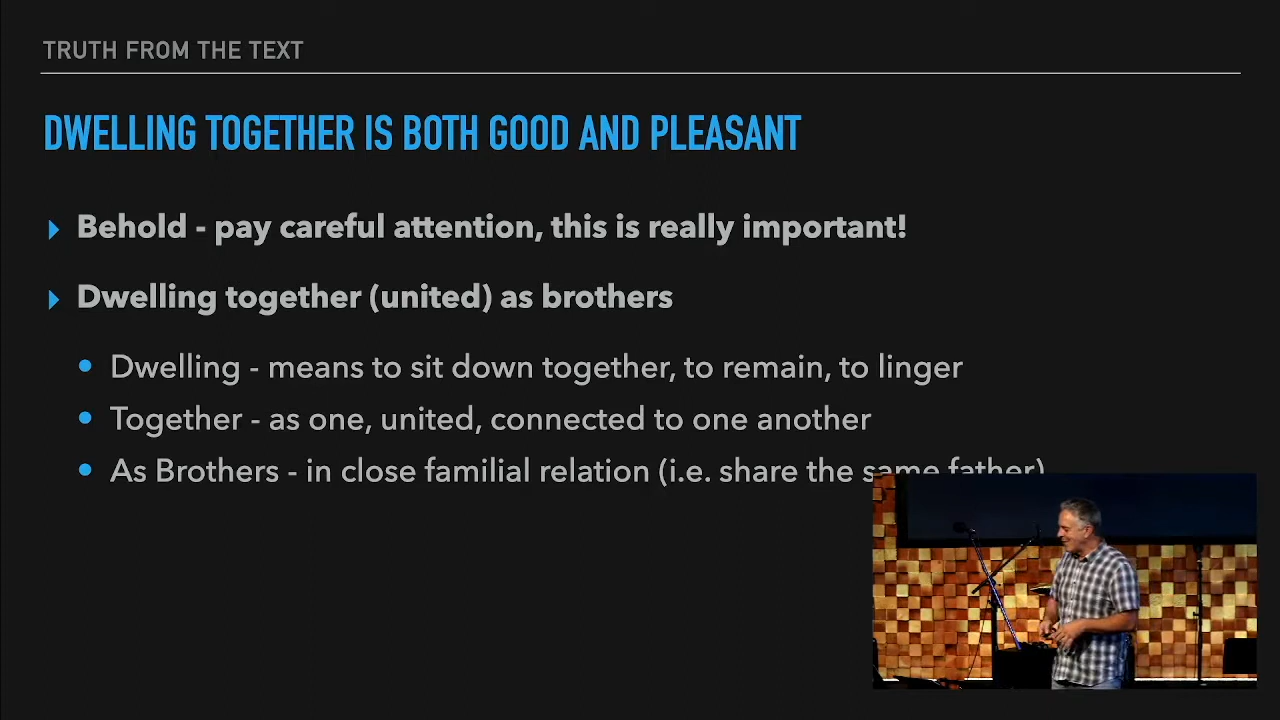 TRUTH FROM THE TEXT
DWELLING TOGETHER IS BOTH GOOD AND PLEASANT
Behold - pay careful attention, this is really important!
Dwelling together (united) as brothers
Dwelling - means to sit down together, to remain, to linger
Together - as one, united, connected to one another
As Brothers - in close familial relation (i.e. share the same father)